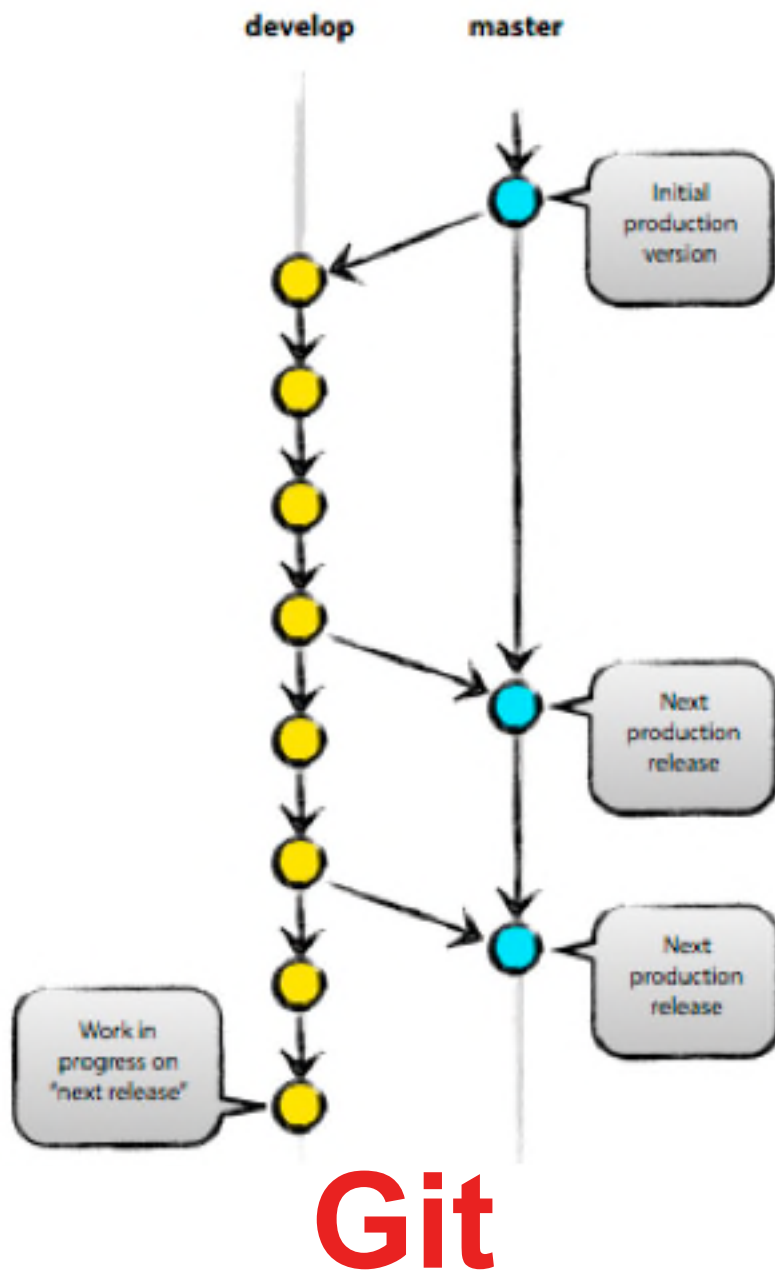 develop
master
Initial
production
version
Next
production
release
Next
production
release
Work in
progress on
"next release"
Git